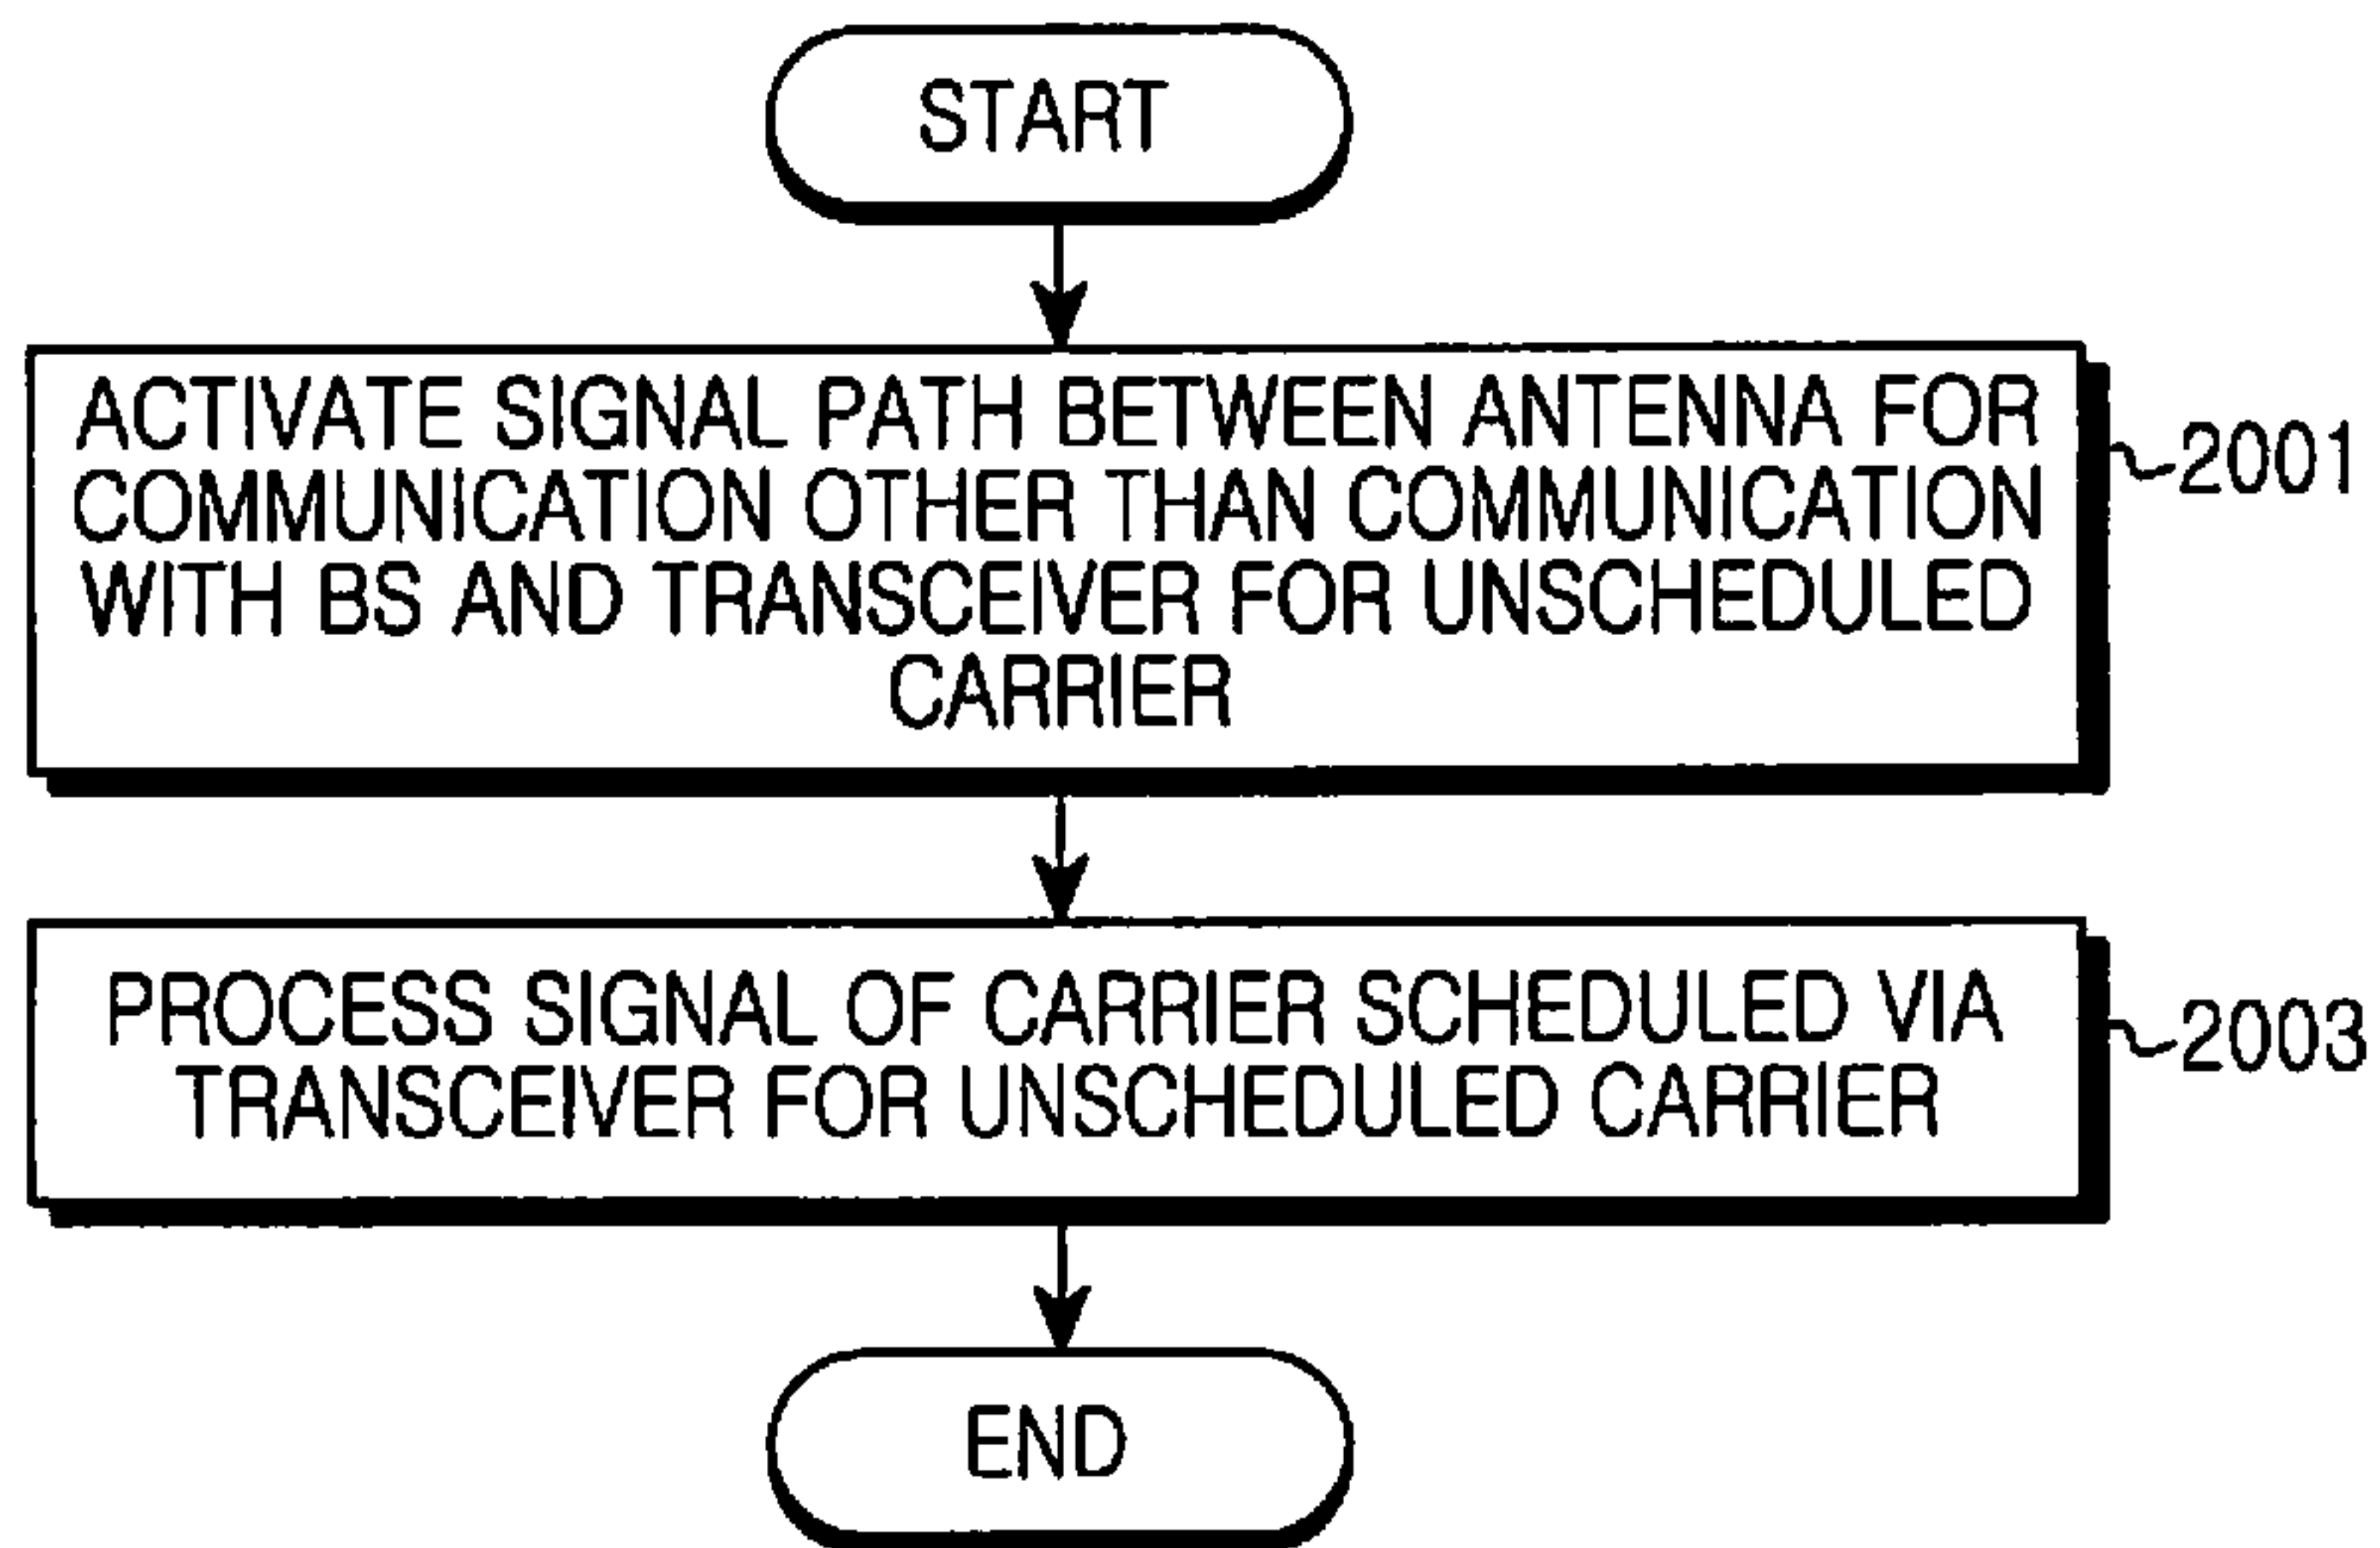 START
ACTIVATE SIGNAL PATH BETWEEN ANTENNA FOR
COMMUNICATION OTHER THAN COMMUNICATION
WITH BS AND TRANSCEIVER FOR UNSCHEDULED
CARRIER
2001
PROCESS SIGNAL OF CARRIER SCHEDULED VIA
TRANSCEIVER FOR UNSCHEDULED CARRIER
2003
END